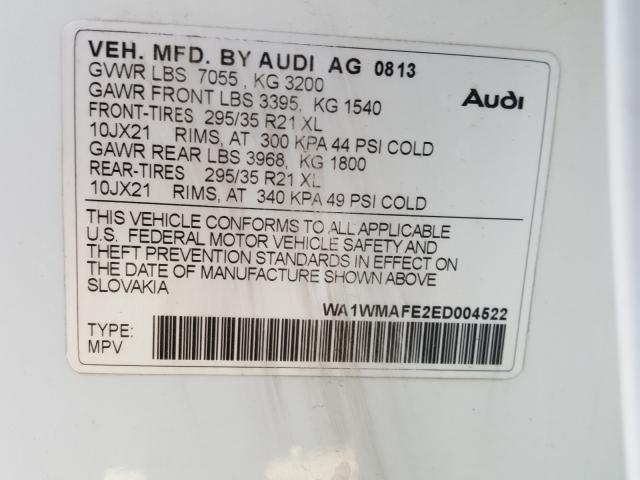 VEH. MFD. BY AUDI AG 0813
GVWR LBS 7055 , KG 3200
GAWR FRONT LBS 3395, KG 1540
Audi
FRONT-TIRES 295/35 R21 XL
10JX21 RIMS, AT 300 KPA 44 PSI COLD
GAWR REAR LBS 3968, KG 1800
REAR-TIRES 295/35 R21 XL
10JX21 RIMS, AT 340 KPA 49 PSI COLD
THIS VEHICLE CONFORMS TO ALL APPLICABLE
U.S. FEDERAL MOTOR VEHICLE SAFETY AND
THEFT PREVENTION STANDARDS IN EFFECT ON
THE DATE OF MANUFACTURE SHOWN ABOVE
SLOVAKIA
WA1WMAFE2ED004522
TYPE:
MPV